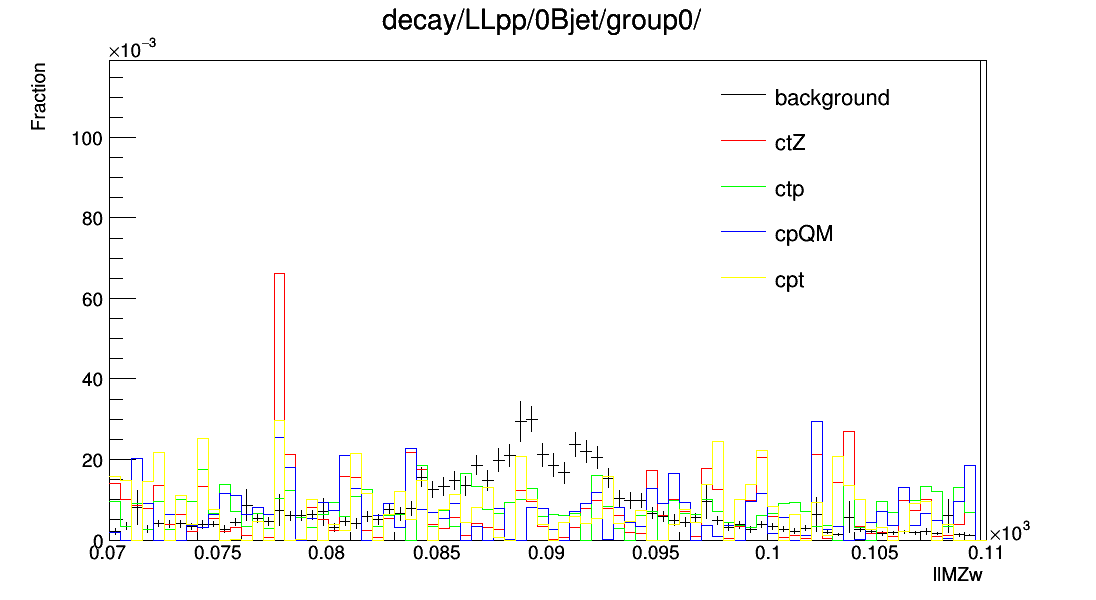 decay/LLpp/0Bjet/group0/
×10−3
Fraction
100
80
60
40
20
0
background
ctZ
ctp
cpQM
cpt
0.07 0.075 0.08 0.085 0.09 0.095 0.1 0.105 0.11
×103
llMZw